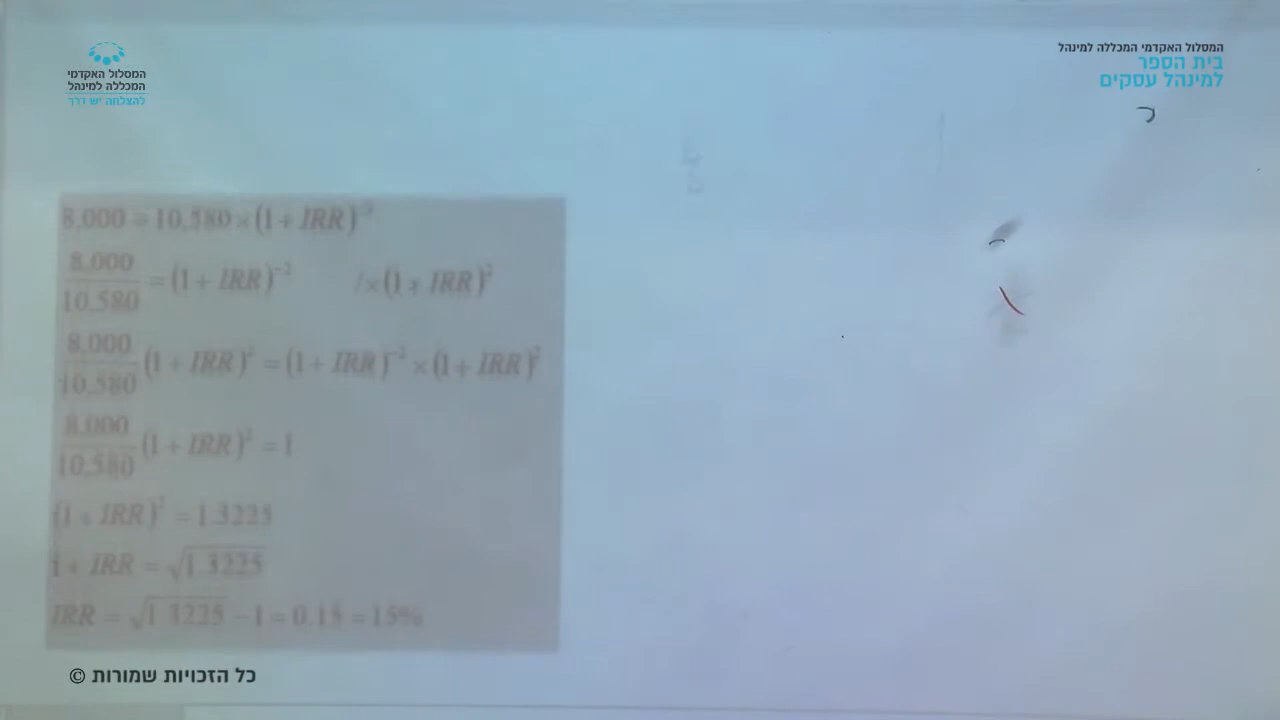 המסלול האקדמי המכללה למינהל
בית הספר
למינהל עסקים
המסלול האקדמי
המכללה למינהל
להצלחה יש דרך
8,000 = 10,580 × (1 + IRR)
8,000 / 10,580 = (1 + IRR)^-2 /×(1 + IRR)^2
8,000 / 10,580 (1 + IRR)^2 = (1 + IRR)^-2 × (1 + IRR)^2
8,000 / 10,580 (1 + IRR)^2 = 1
(1 + IRR)^2 = 1.3225
1 + IRR = √1.3225
IRR = √1.3225 − 1 = 0.15 = 15%
כל הזכויות שמורות ©